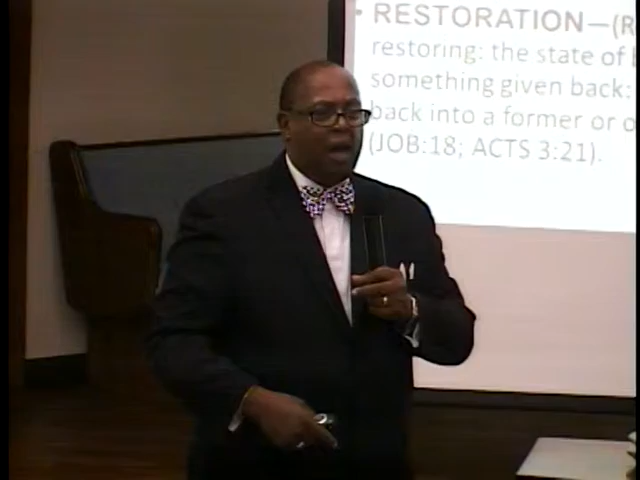 • RESTORATION—(R
restoring: the state of b
something given back:
back into a former or o
(JOB:18; ACTS 3:21).